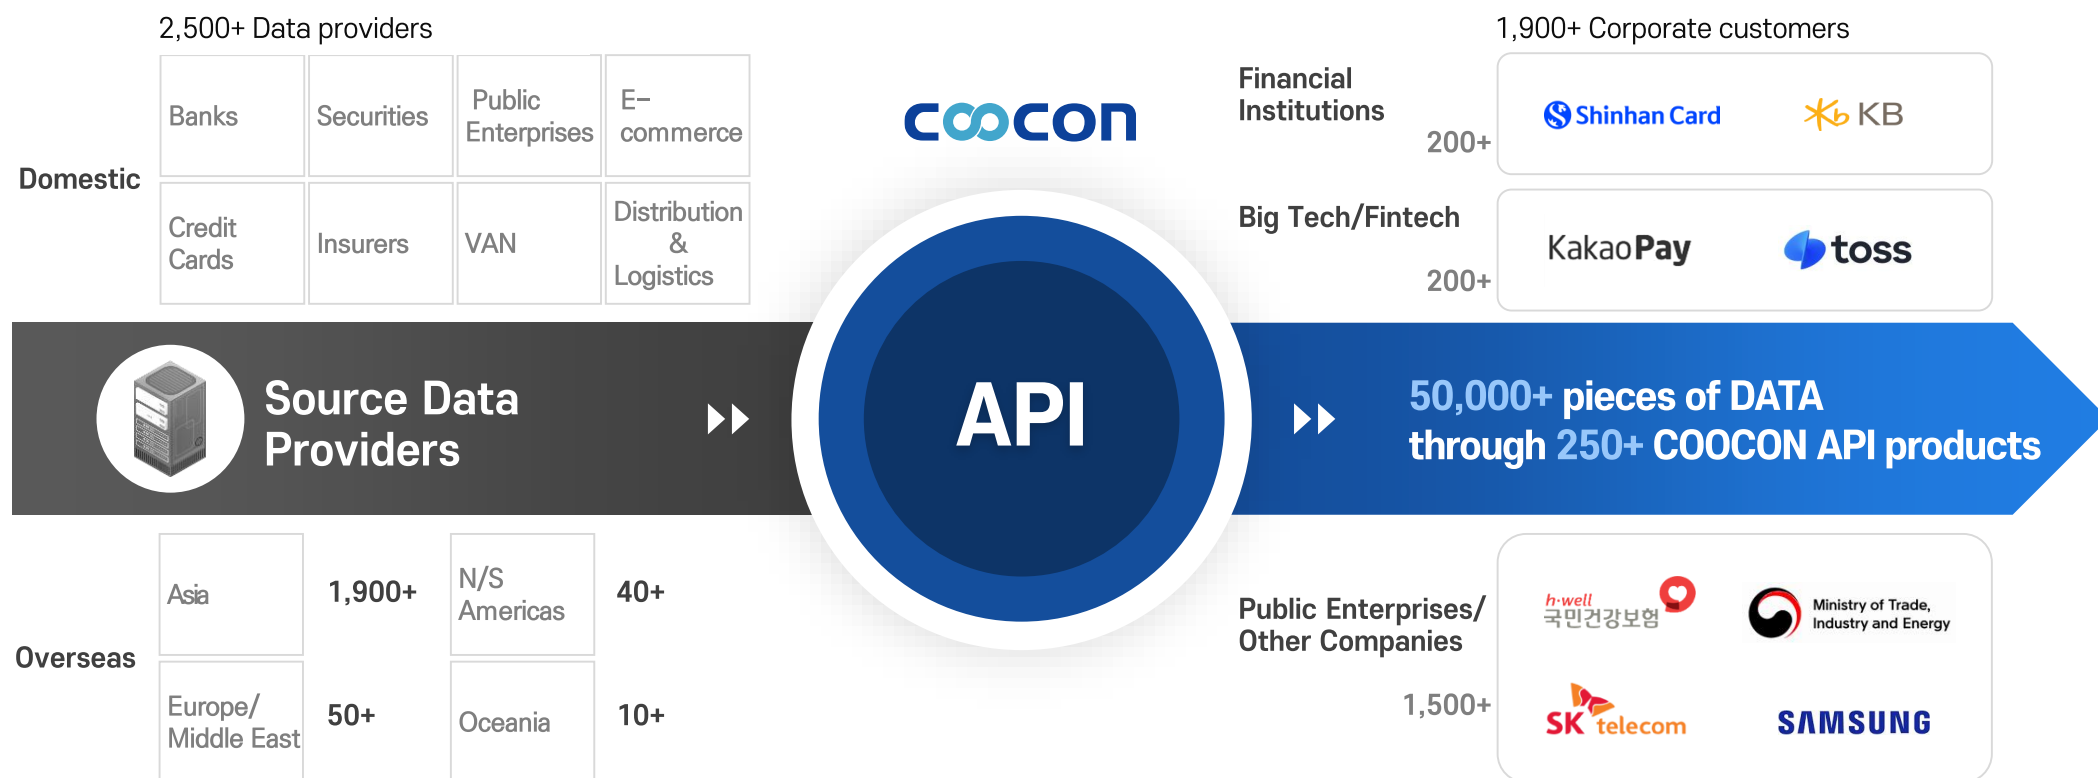 2,500+ Data providers
Domestic
Banks
Securities
Public
Enterprises
E-
commerce
Credit
Cards
Insurers
VAN
Distribution
&
Logistics
Source Data
Providers
Overseas
Asia
1,900+
N/S
Americas
40+
Europe/
Middle East
50+
Oceania
10+
coocon
API
1,900+ Corporate customers
Financial
Institutions
200+
Shinhan Card
KB
Big Tech/Fintech
200+
KakaoPay
toss
50,000+ pieces of DATA
through 250+ COOCON API products
Public Enterprises/
Other Companies
1,500+
h·well
국민건강보험
Ministry of Trade,
Industry and Energy
SK telecom
SAMSUNG